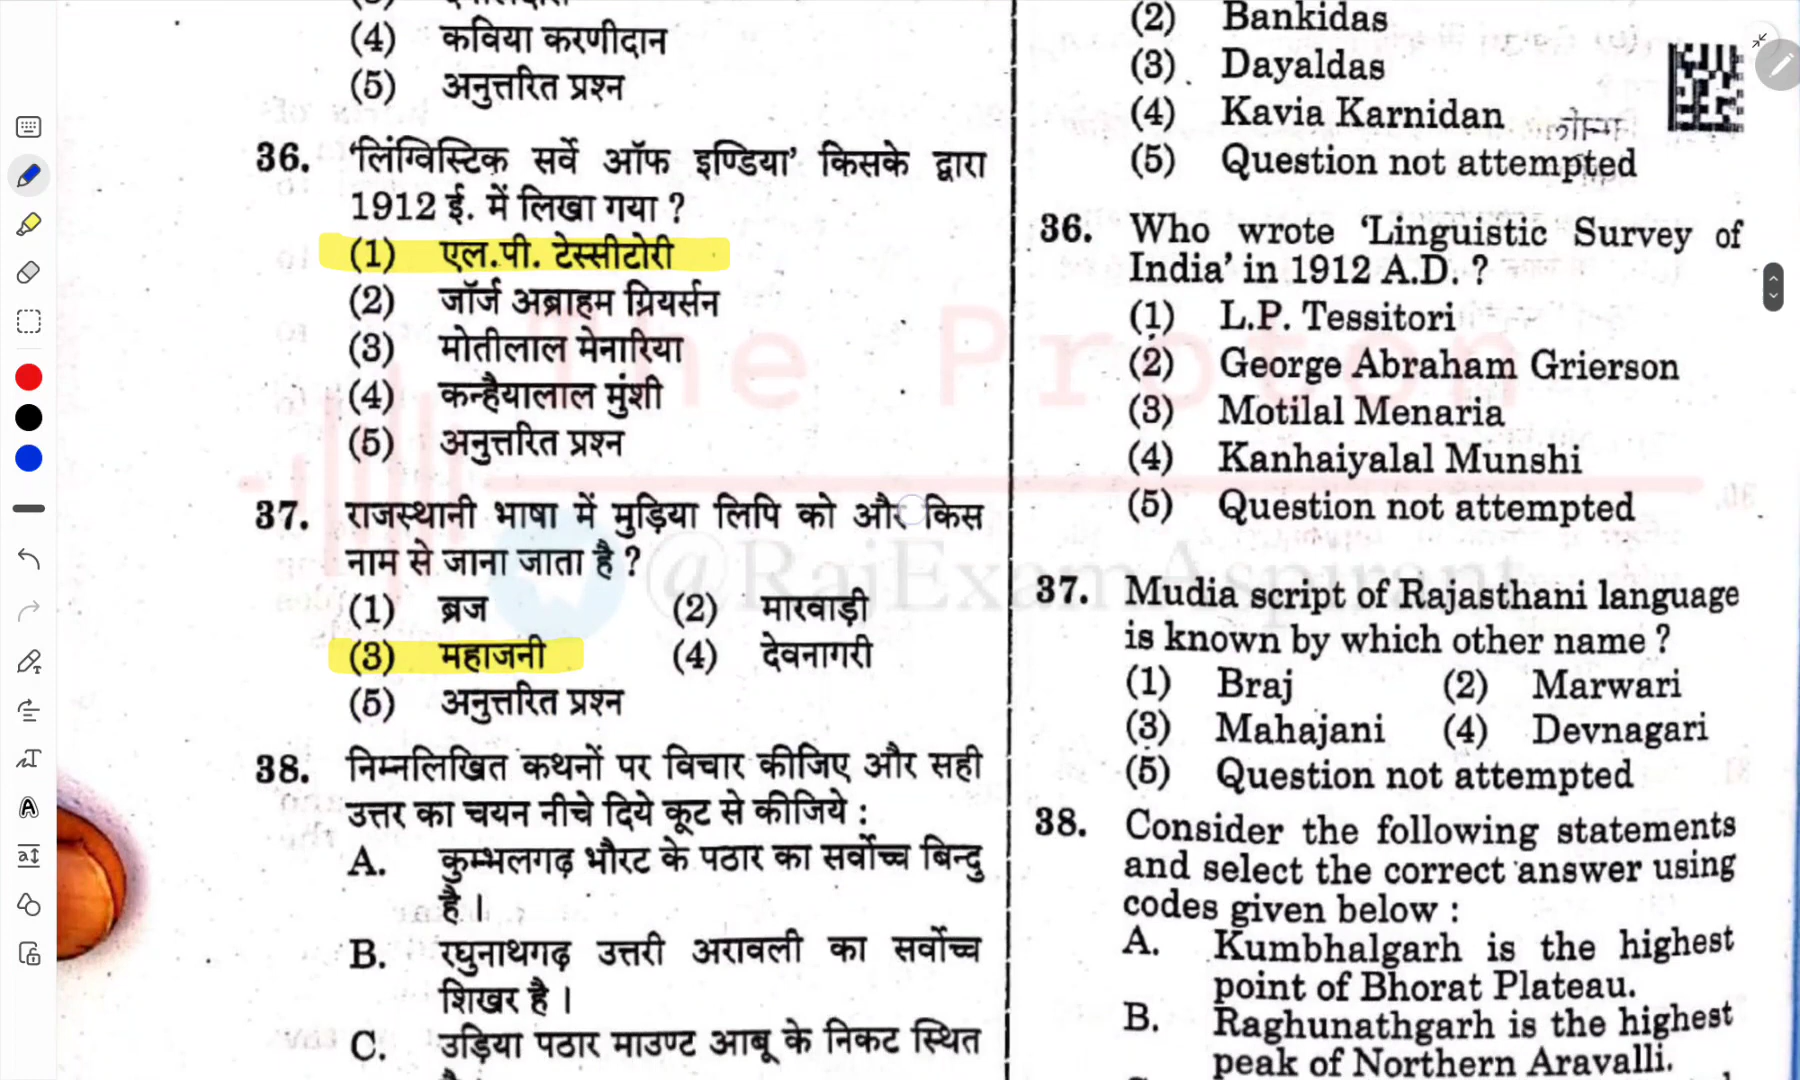 (4) कविया करणीदान
(5) अनुत्तरित प्रश्न
36. 'लिंग्विस्टिक सर्वे ऑफ इण्डिया' किसके द्वारा
1912 ई. में लिखा गया ?
(1) एल.पी. टेस्सीटोरी
(2) जॉर्ज अब्राहम ग्रियर्सन
(3) मोतीलाल मेनारिया
(4) कन्हैयालाल मुंशी
(5) अनुत्तरित प्रश्न
37. राजस्थानी भाषा में मुड़िया लिपि को और किस
नाम से जाना जाता है ?
(1) ब्रज (2) मारवाड़ी
(3) महाजनी (4) देवनागरी
(5) अनुत्तरित प्रश्न
38. निम्नलिखित कथनों पर विचार कीजिए और सही
उत्तर का चयन नीचे दिये कूट से कीजिये :
A. कुम्भलगढ़ भौरट के पठार का सर्वोच्च बिन्दु
है ।
B. रघुनाथगढ़ उत्तरी अरावली का सर्वोच्च
शिखर है ।
C. उड़िया पठार माउण्ट आबू के निकट स्थित
(2) Bankidas
(3) Dayaldas
(4) Kavia Karnidan
(5) Question not attempted
36. Who wrote 'Linguistic Survey of
India' in 1912 A.D. ?
(1) L.P. Tessitori
(2) George Abraham Grierson
(3) Motilal Menaria
(4) Kanhaiyalal Munshi
(5) Question not attempted
37. Mudia script of Rajasthani language
is known by which other name ?
(1) Braj (2) Marwari
(3) Mahajani (4) Devnagari
(5) Question not attempted
38. Consider the following statements
and select the correct answer using
codes given below :
A. Kumbhalgarh is the highest
point of Bhorat Plateau.
B. Raghunathgarh is the highest
peak of Northern Aravalli.
The Proton
@RajExamAspirant